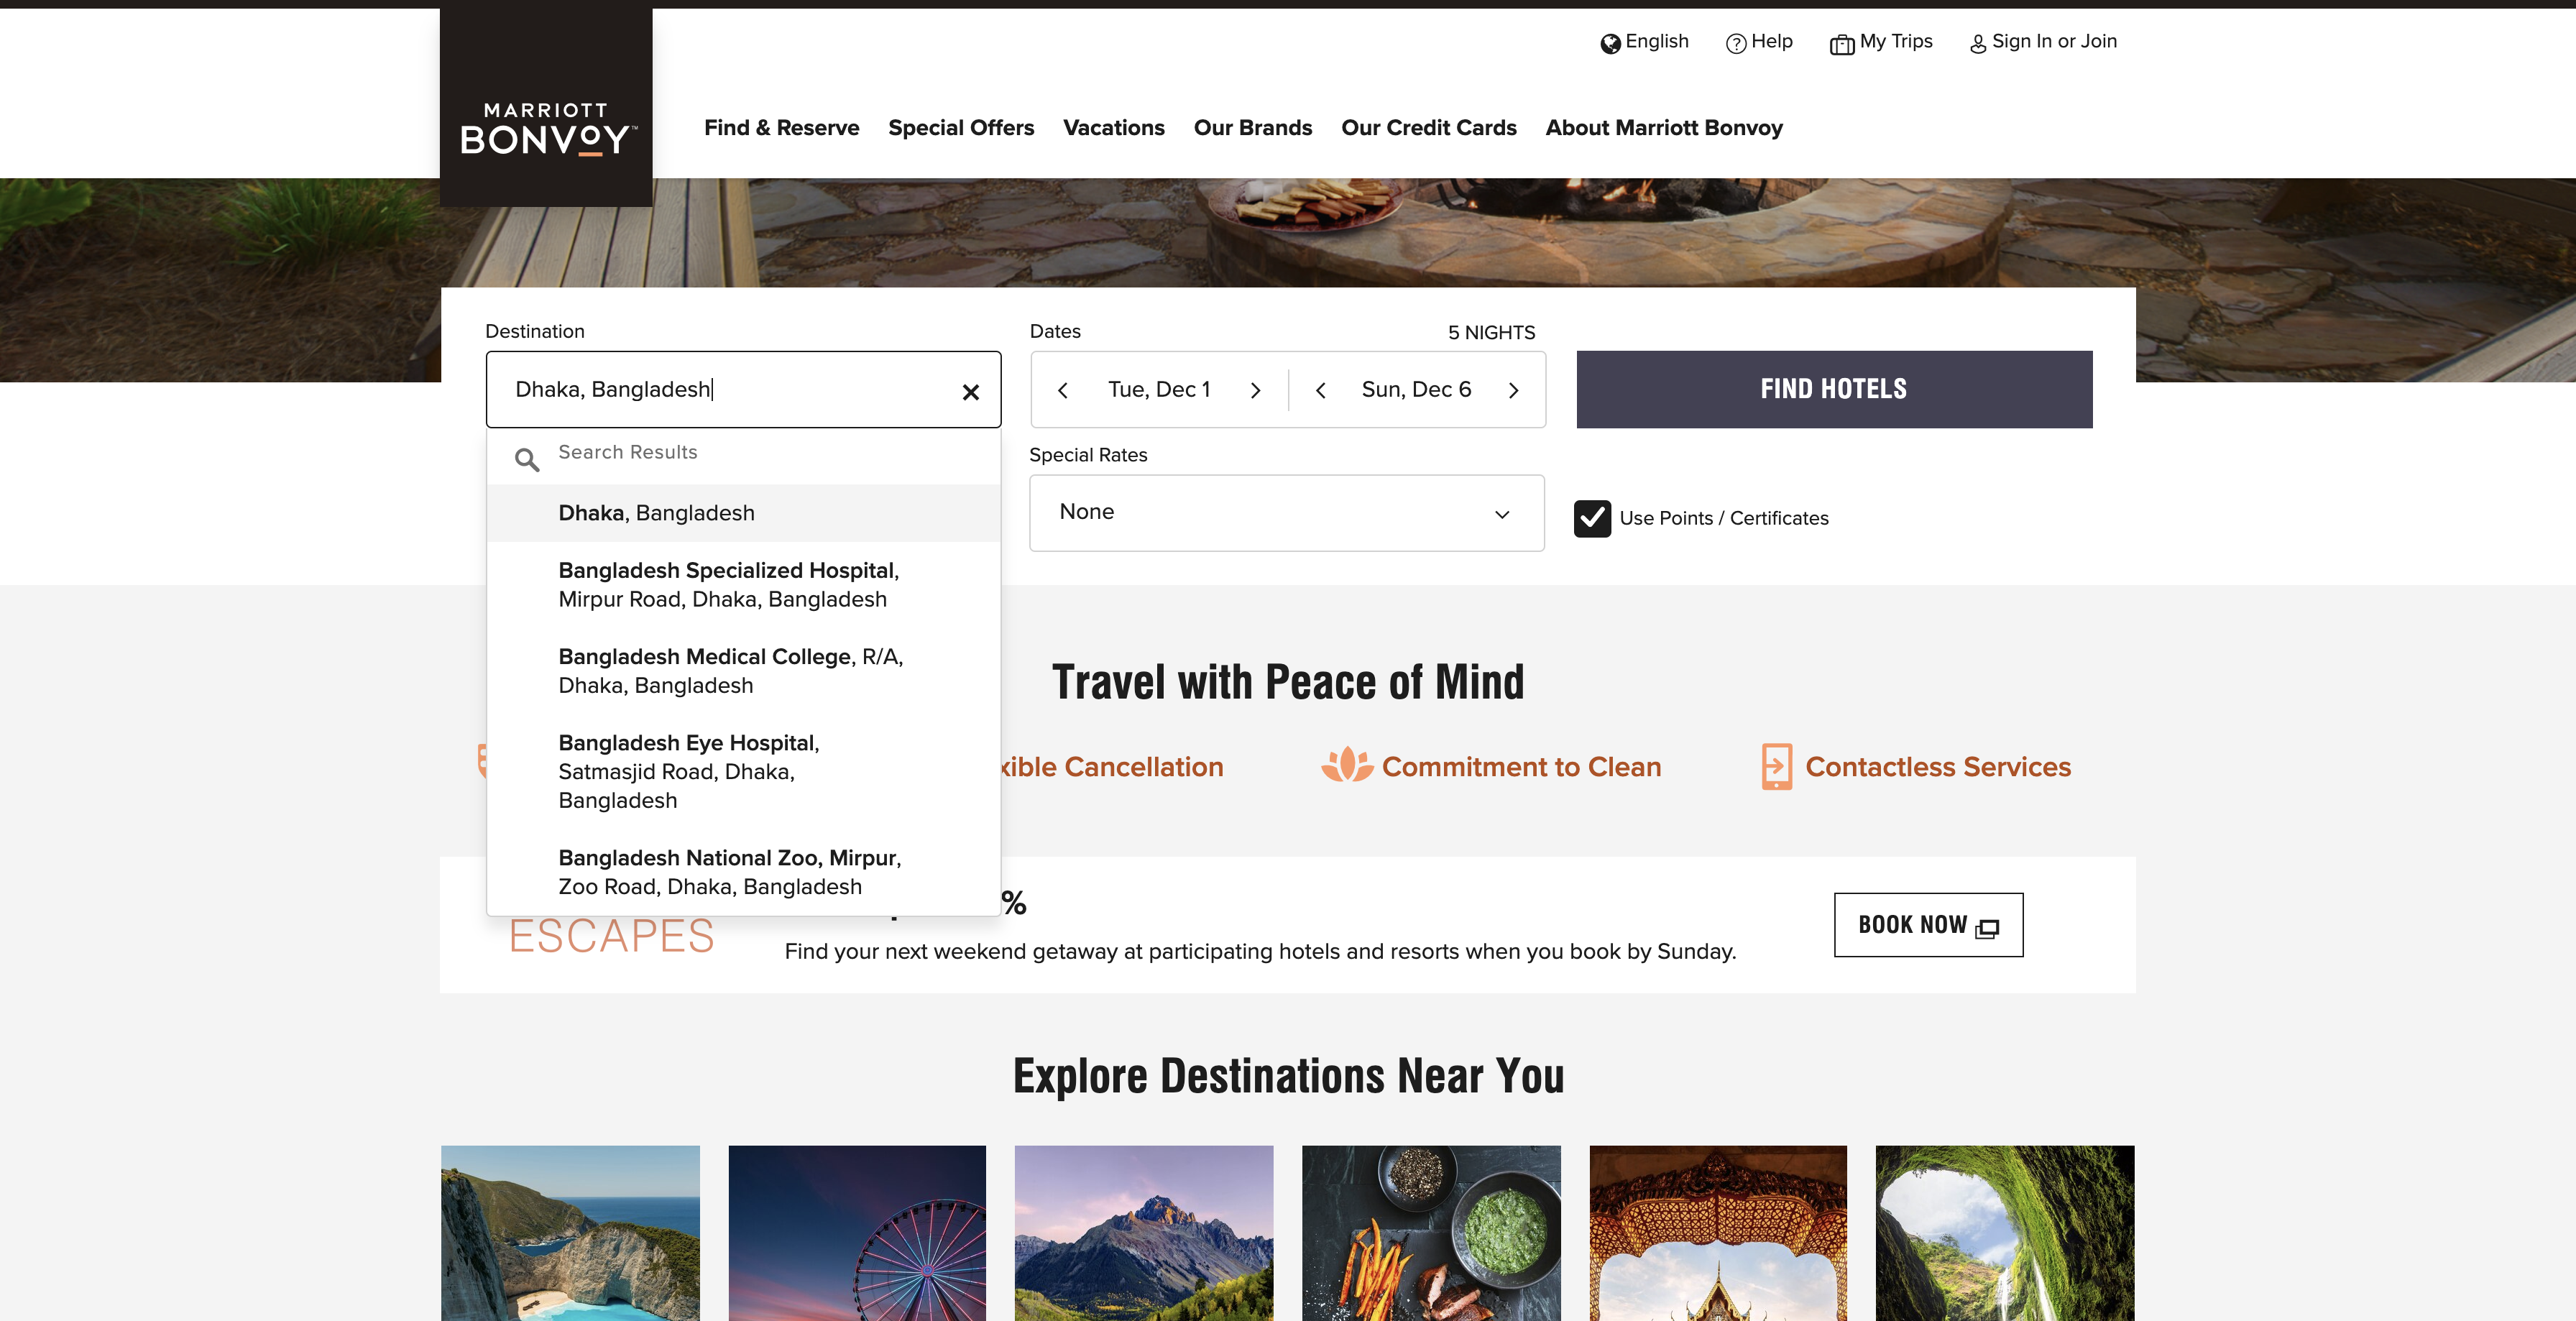 English
Help
My Trips
Sign In or Join
MARRIOTT
BONVOY™
Find & Reserve
Special Offers
Vacations
Our Brands
Our Credit Cards
About Marriott Bonvoy
Destination
Dates
5 NIGHTS
Dhaka, Bangladesh
Tue, Dec 1
Sun, Dec 6
FIND HOTELS
Search Results
Dhaka, Bangladesh
Bangladesh Specialized Hospital,
Mirpur Road, Dhaka, Bangladesh
Bangladesh Medical College, R/A,
Dhaka, Bangladesh
Bangladesh Eye Hospital,
Satmasjid Road, Dhaka,
Bangladesh
Bangladesh National Zoo, Mirpur,
Zoo Road, Dhaka, Bangladesh
Special Rates
None
Use Points / Certificates
Travel with Peace of Mind
xible Cancellation
Commitment to Clean
Contactless Services
%
ESCAPES
Find your next weekend getaway at participating hotels and resorts when you book by Sunday.
BOOK NOW
Explore Destinations Near You